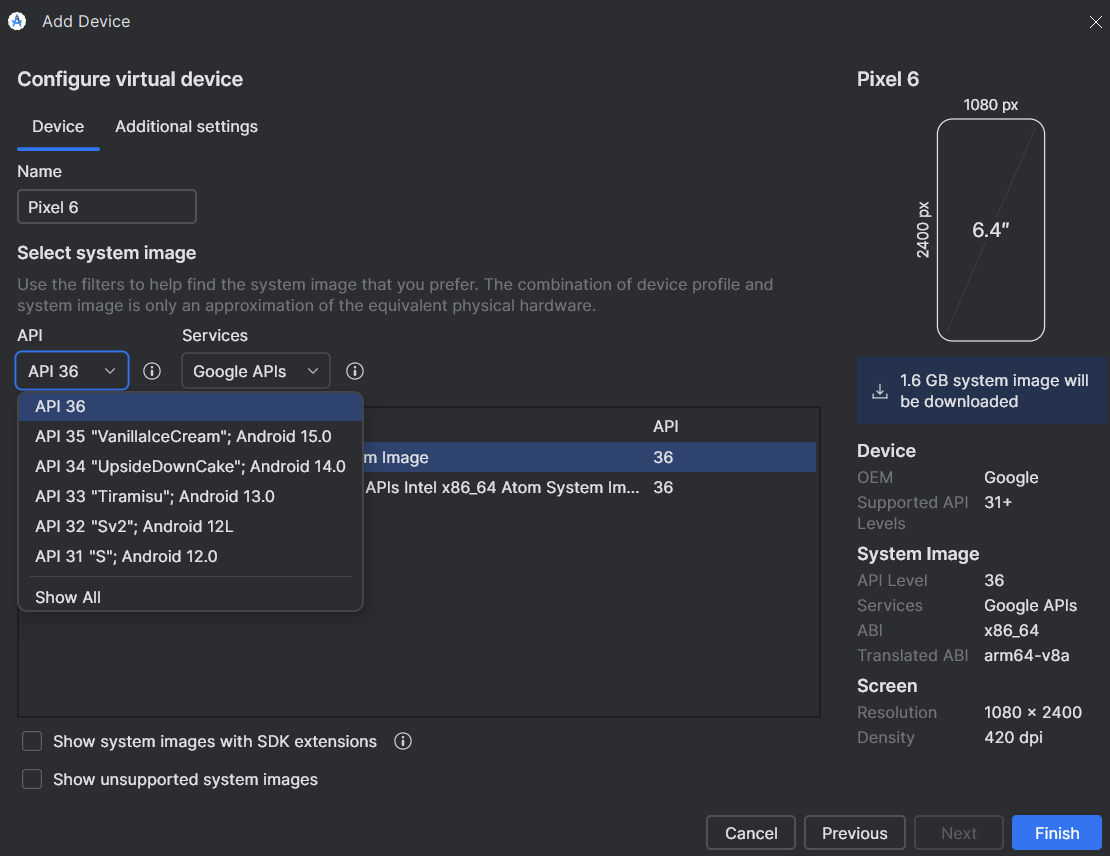 Add Device
Configure virtual device
Device
Additional settings
Name
Pixel 6
Select system image
Use the filters to help find the system image that you prefer. The combination of device profile and
system image is only an approximation of the equivalent physical hardware.
API
Services
API 36
Google APIs
API 36
API 35 "VanillaIceCream"; Android 15.0
API 34 "UpsideDownCake"; Android 14.0
API 33 "Tiramisu"; Android 13.0
API 32 "Sv2"; Android 12L
API 31 "S"; Android 12.0
Show All
API
m Image 36
APIs Intel x86_64 Atom System Im... 36
Show system images with SDK extensions
Show unsupported system images
Pixel 6
1080 px
2400 px
6.4″
1.6 GB system image will
be downloaded
Device
OEM Google
Supported API 31+
Levels
System Image
API Level 36
Services Google APIs
ABI x86_64
Translated ABI arm64-v8a
Screen
Resolution 1080 × 2400
Density 420 dpi
Cancel
Previous
Next
Finish